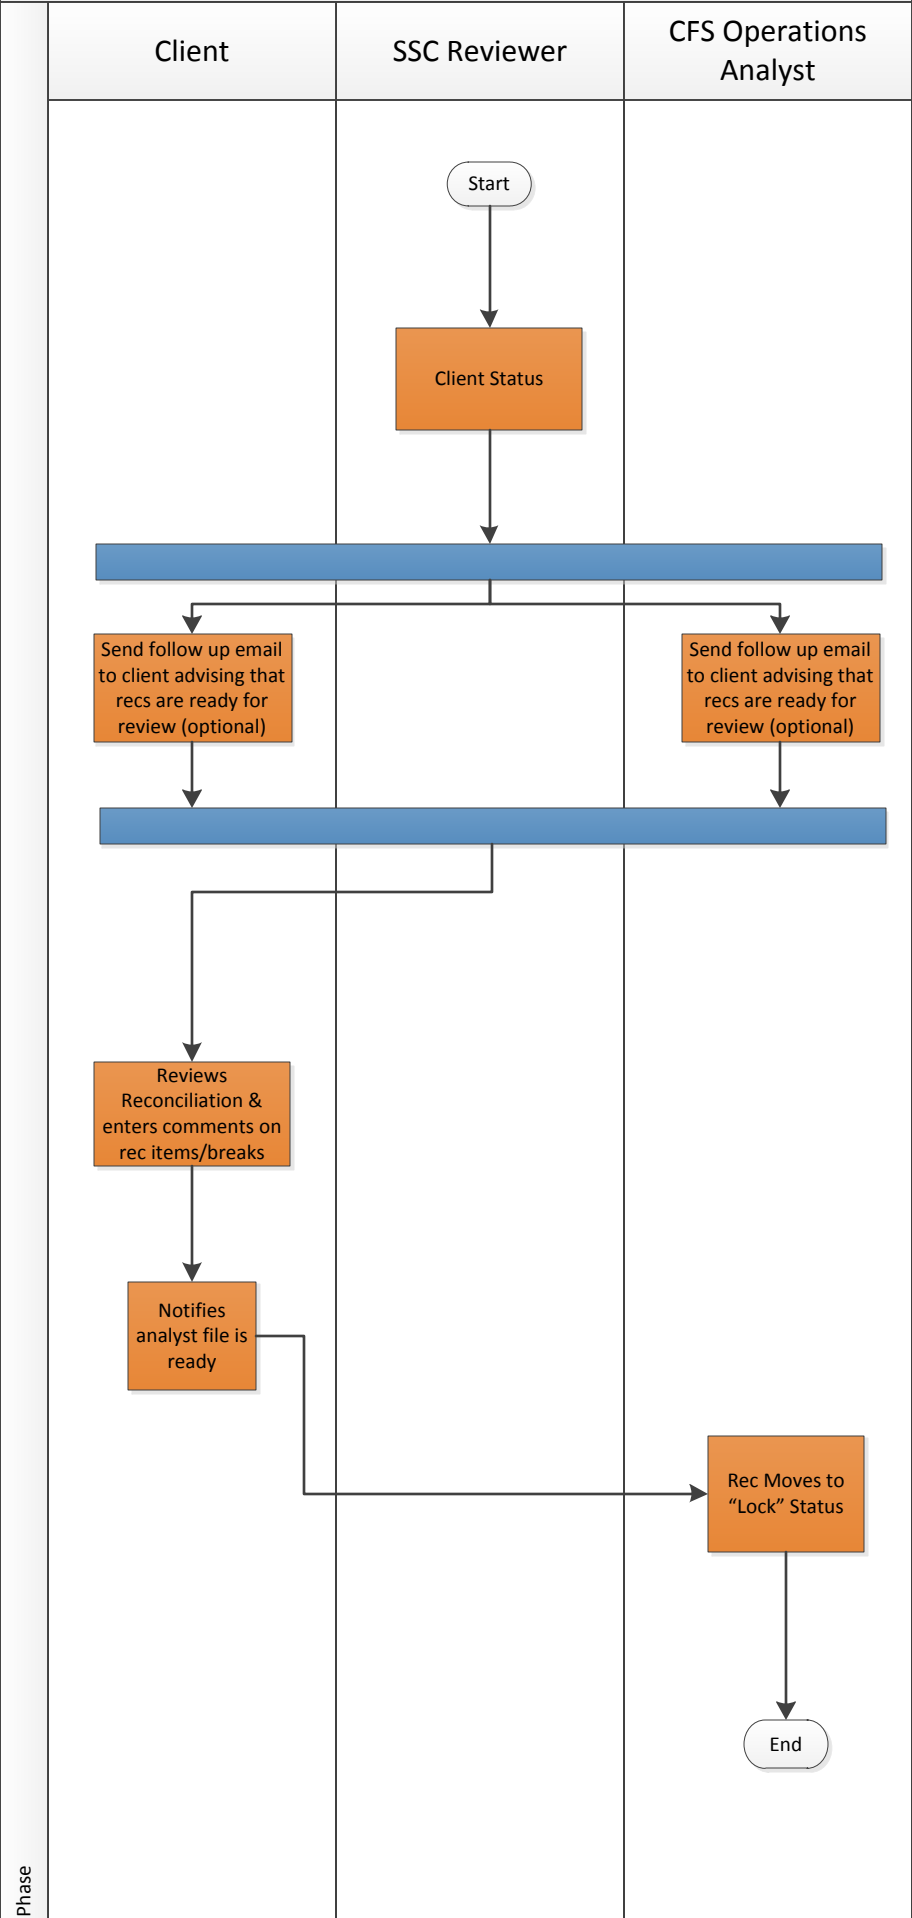 Client
SSC Reviewer
CFS Operations
Analyst
Start
Client Status
Send follow up email
to client advising that
recs are ready for
review (optional)
Send follow up email
to client advising that
recs are ready for
review (optional)
Reviews
Reconciliation &
enters comments on
rec items/breaks
Notifies
analyst file is
ready
Rec Moves to
“Lock” Status
End
Phase